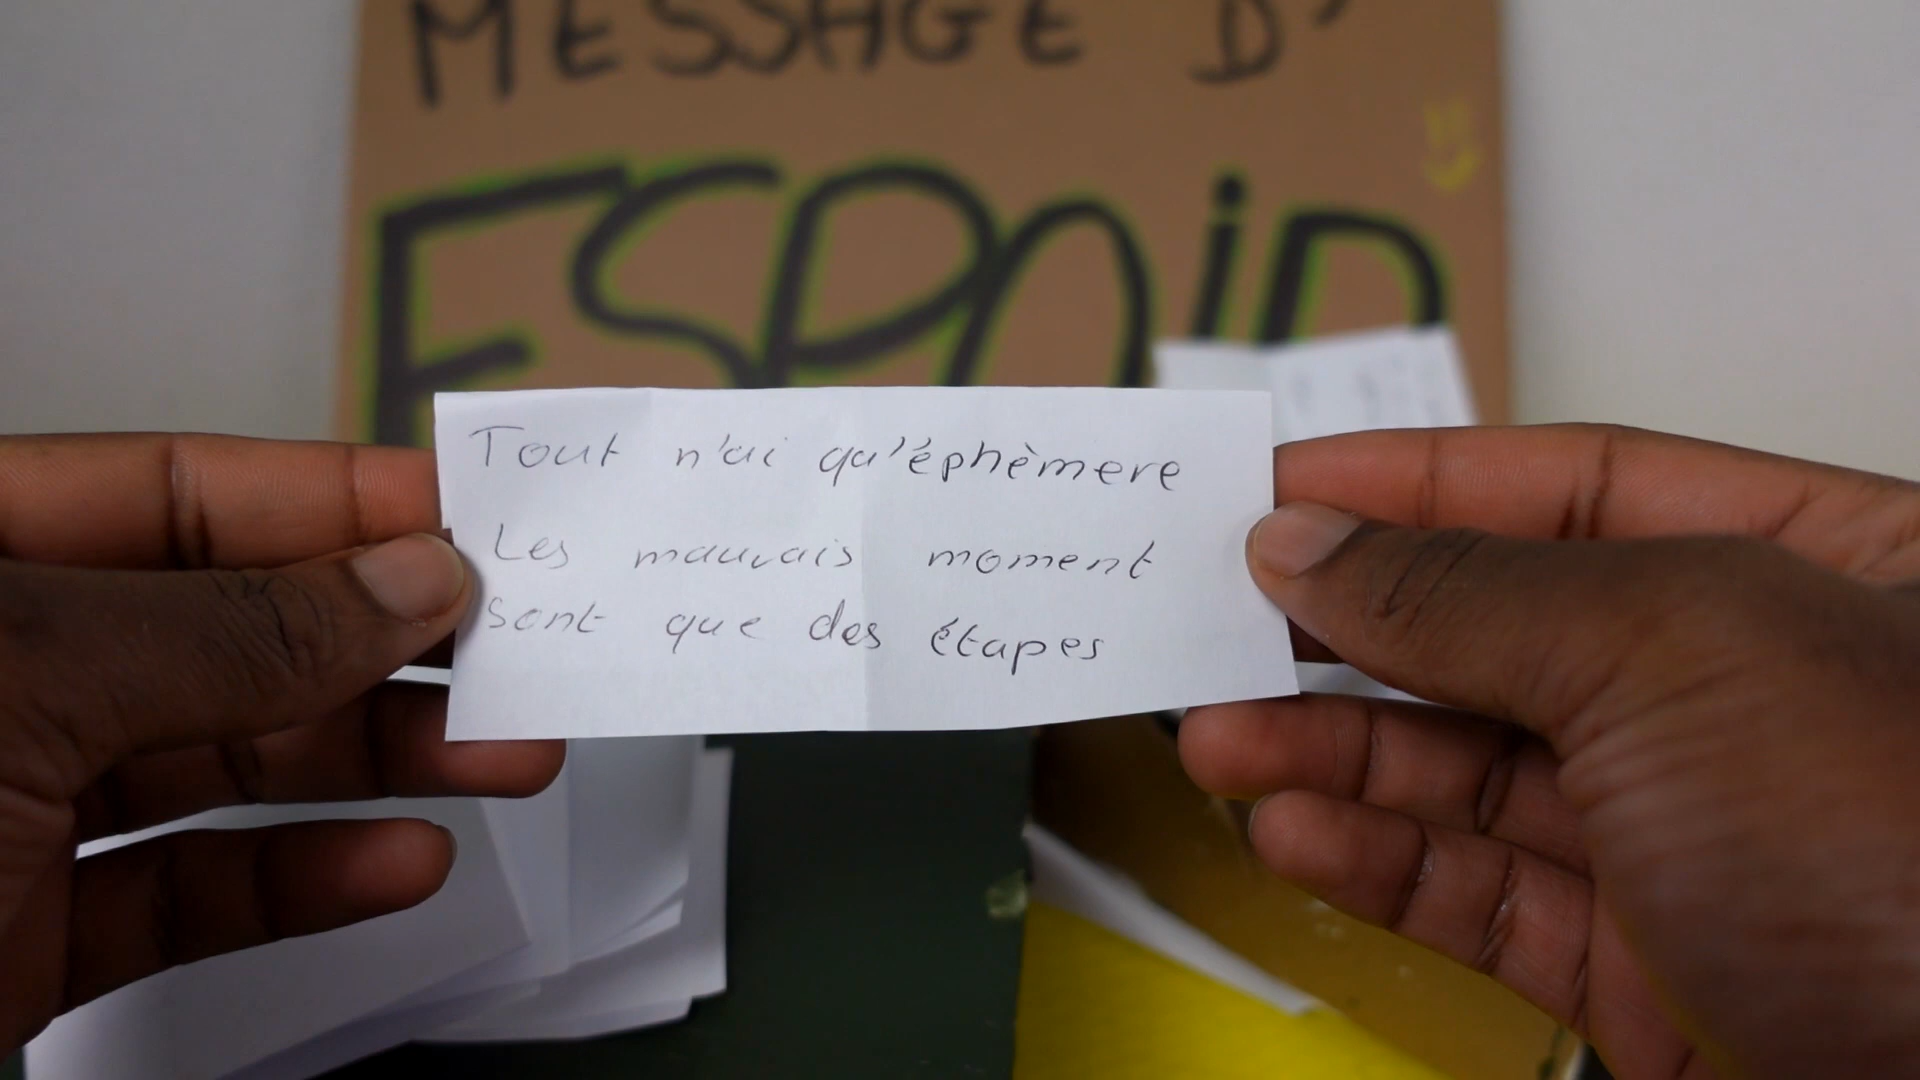 MESSAGE D'
ESPOIR
Tout n'ai qu'éphèmere
Les mauvais moment
sont que des étapes